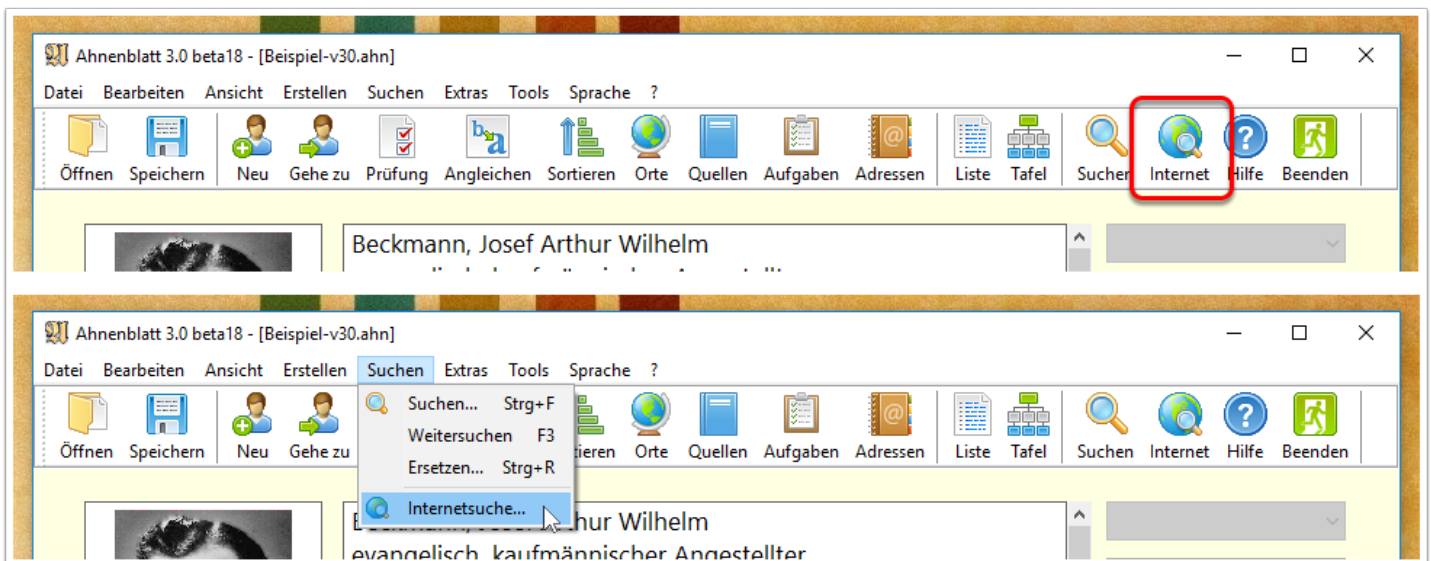 Ahnenblatt 3.0 beta18 - [Beispiel-v30.ahn]
Datei Bearbeiten Ansicht Erstellen Suchen Extras Tools Sprache ?
Öffnen Speichern Neu Gehe zu Prüfung Angleichen Sortieren Orte Quellen Aufgaben Adressen Liste Tafel Suchen Internet Hilfe Beenden
Beckmann, Josef Arthur Wilhelm
Ahnenblatt 3.0 beta18 - [Beispiel-v30.ahn]
Datei Bearbeiten Ansicht Erstellen Suchen Extras Tools Sprache ?
Suchen... Strg+F
Weitersuchen F3
Ersetzen... Strg+R
Internetsuche...
Öffnen Speichern Neu Gehe zu Orte Quellen Aufgaben Adressen Liste Tafel Suchen Internet Hilfe Beenden
Wilhelm
evangelisch, kaufmännischer Angestellter